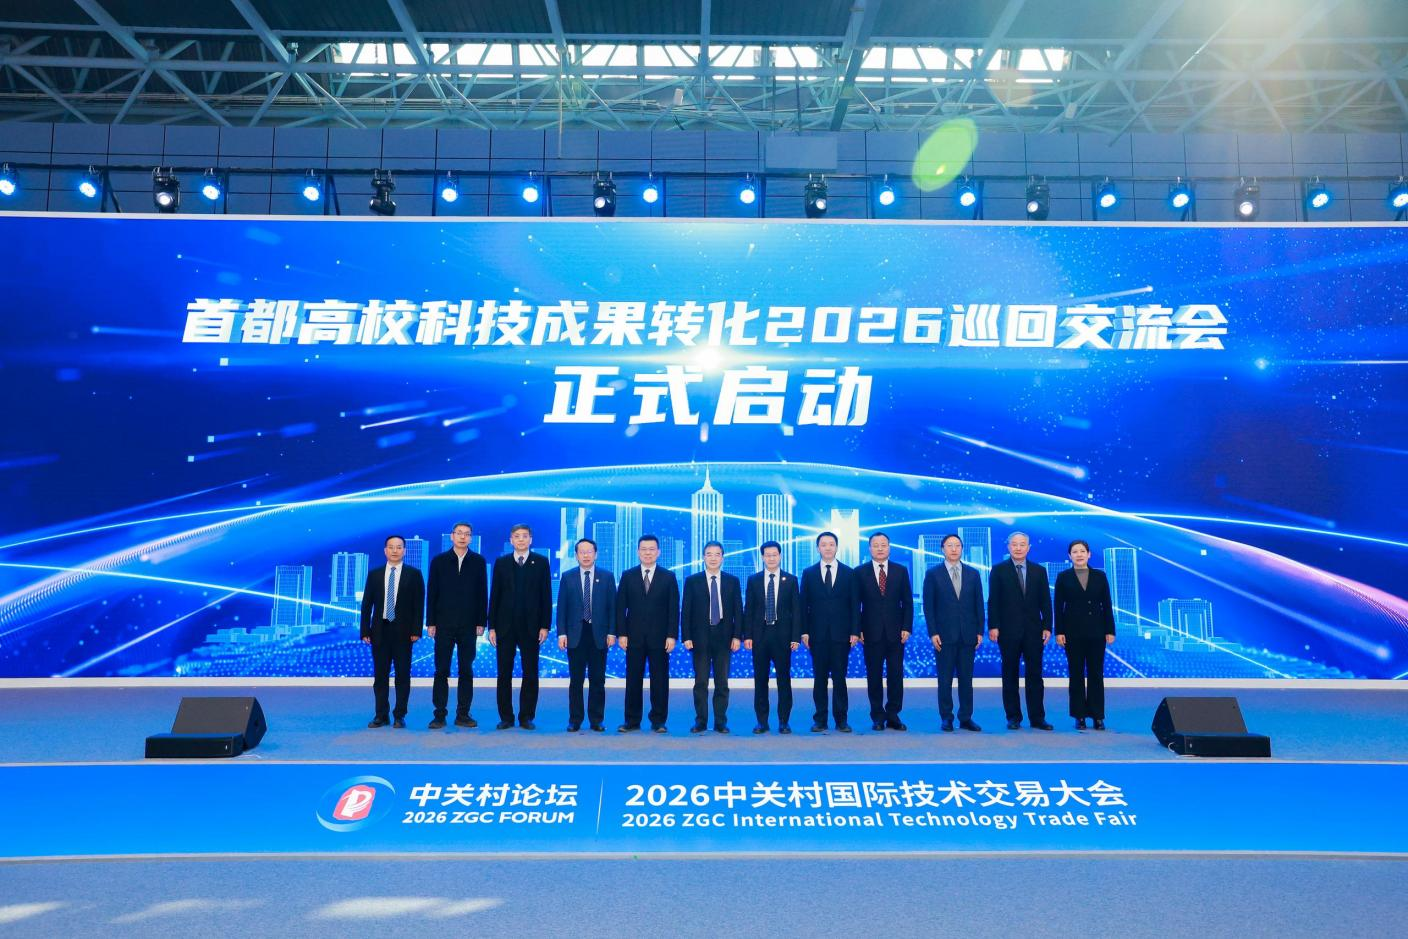 首都高校科技成果转化2026巡回交流会
正式启动
中关村论坛
2026 ZGC FORUM
2026中关村国际技术交易大会
2026 ZGC International Technology Trade Fair